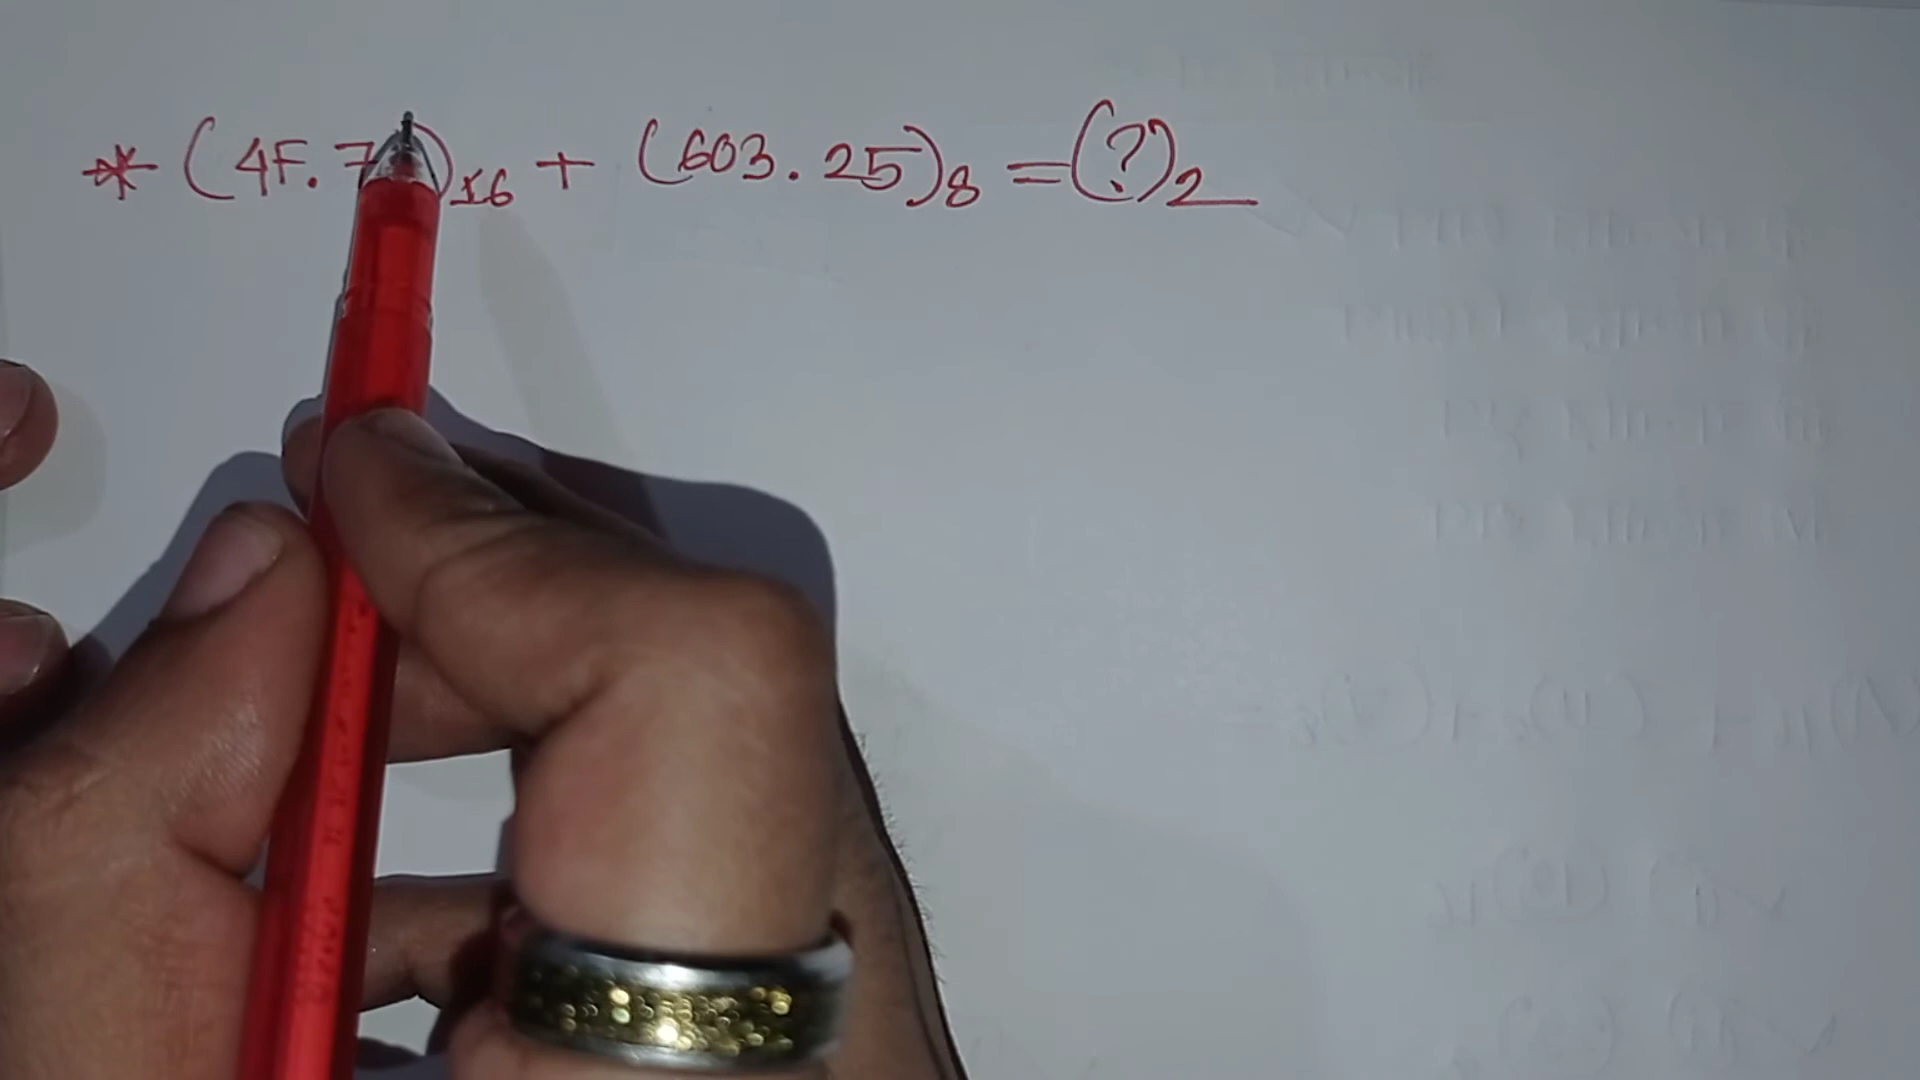 * (4F.7 )16 + (603.25)8 = (?)2